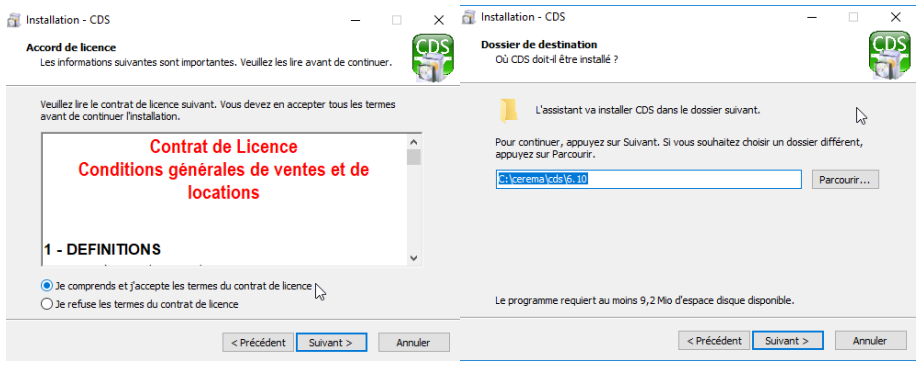 Installation - CDS
Accord de licence
Les informations suivantes sont importantes. Veuillez les lire avant de continuer.
CDS
Veuillez lire le contrat de licence suivant. Vous devez en accepter tous les termes
avant de continuer l'installation.
Contrat de Licence
Conditions générales de ventes et de
locations
1 - DEFINITIONS
Je comprends et j'accepte les termes du contrat de licence
Je refuse les termes du contrat de licence
< Précédent
Suivant >
Annuler
Installation - CDS
Dossier de destination
Où CDS doit-il être installé ?
CDS
L'assistant va installer CDS dans le dossier suivant.
Pour continuer, appuyez sur Suivant. Si vous souhaitez choisir un dossier différent,
appuyez sur Parcourir.
C:\cerema\cds\6.10
Parcourir...
Le programme requiert au moins 9,2 Mio d'espace disque disponible.
< Précédent
Suivant >
Annuler